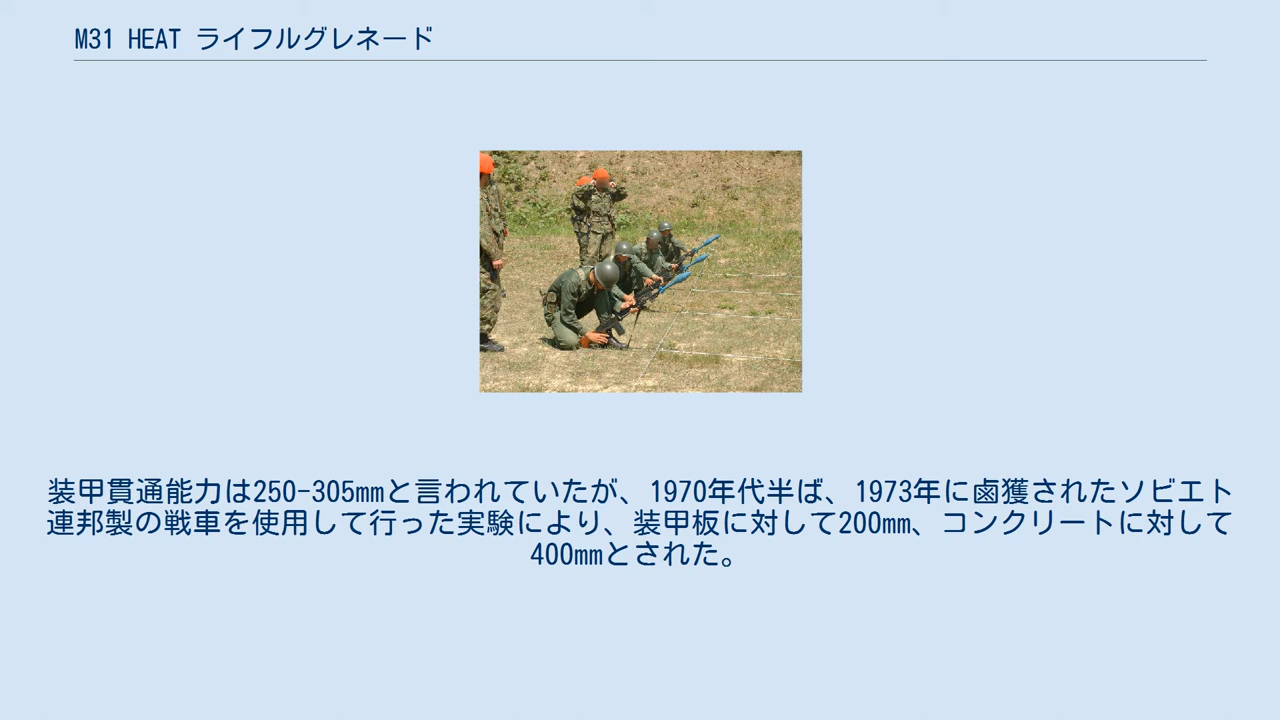 M31 HEAT ライフルグレネード
装甲貫通能力は250-305mmと言われていたが、1970年代半ば、1973年に鹵獲されたソビエト
連邦製の戦車を使用して行った実験により、装甲板に対して200mm、コンクリートに対して
400mmとされた。